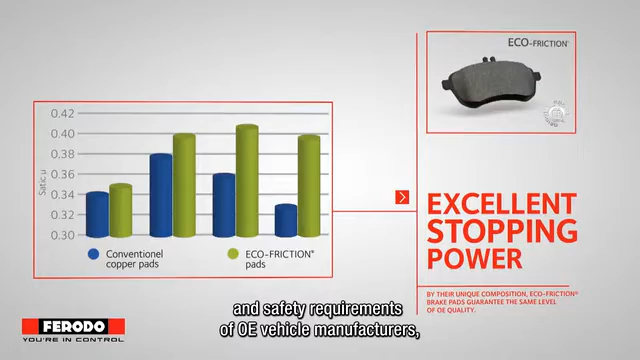 ECO-FRICTION®
0.42
0.40
0.38
0.36
0.34
0.32
0.30
Satic µ
Conventionel
copper pads
ECO-FRICTION®
pads
EXCELLENT
STOPPING
POWER
BY THEIR UNIQUE COMPOSITION, ECO-FRICTION®
BRAKE PADS GUARANTEE THE SAME LEVEL
OF OE QUALITY.
and safety requirements
of OE vehicle manufacturers,
FERODO
YOU'RE IN CONTROL